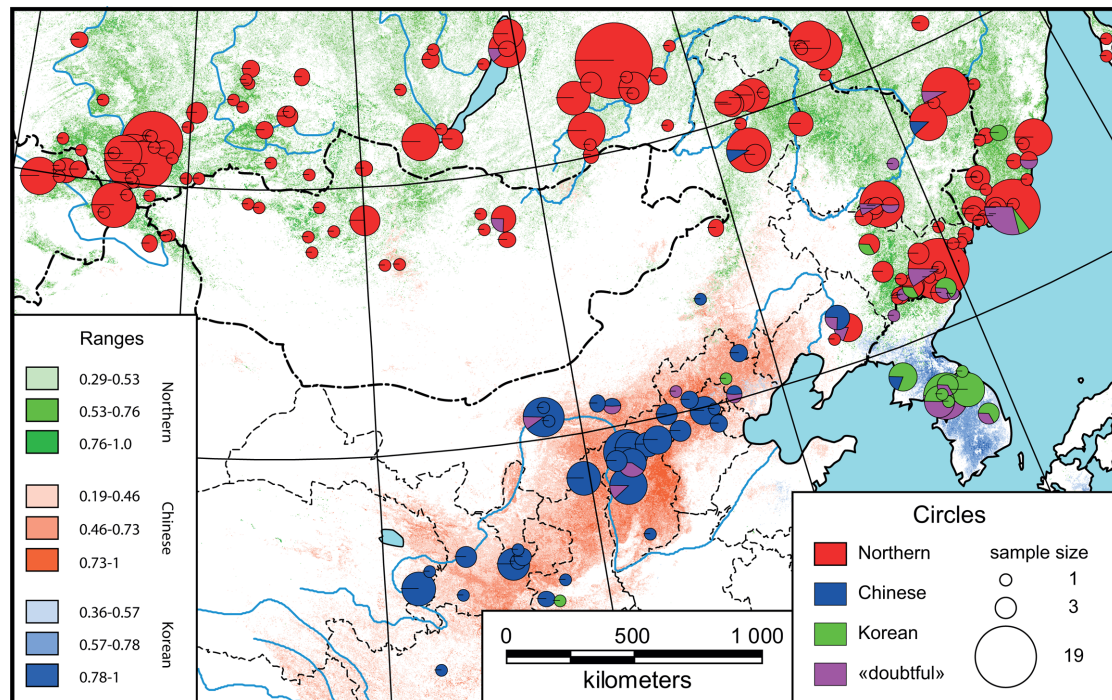 Ranges
0.29-0.53
0.53-0.76
0.76-1.0
Northern
0.19-0.46
0.46-0.73
0.73-1
Chinese
0.36-0.57
0.57-0.78
0.78-1
Korean
0 500 1 000
kilometers
Circles
Northern
Chinese
Korean
«doubtful»
sample size
1
3
19